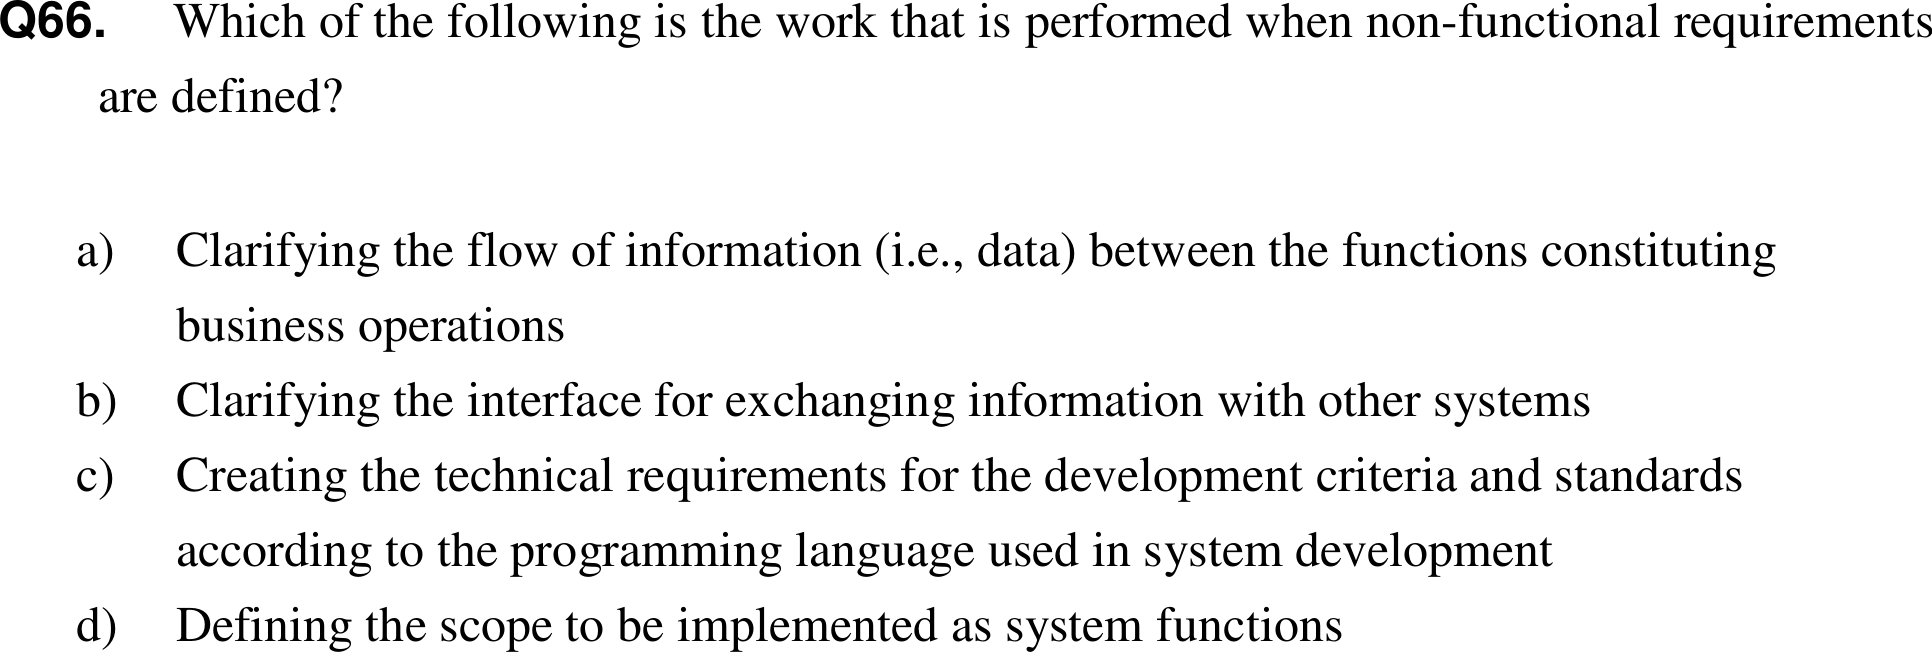 Q66. Which of the following is the work that is performed when non-functional requirements
are defined?
a) Clarifying the flow of information (i.e., data) between the functions constituting
business operations
b) Clarifying the interface for exchanging information with other systems
c) Creating the technical requirements for the development criteria and standards
according to the programming language used in system development
d) Defining the scope to be implemented as system functions